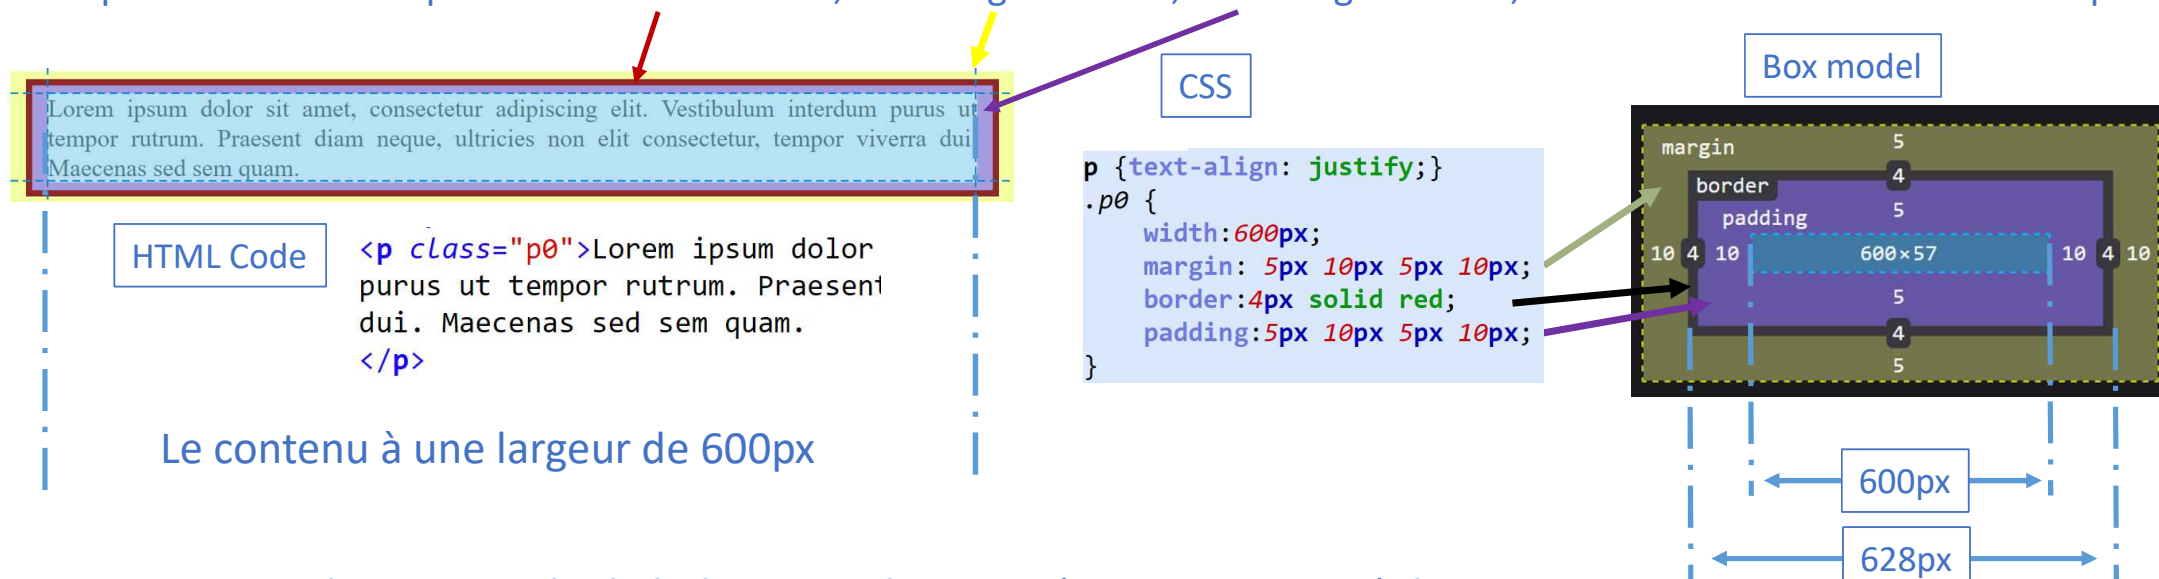 Lorem ipsum dolor sit amet, consectetur adipiscing elit. Vestibulum interdum purus ut
tempor rutrum. Praesent diam neque, ultricies non elit consectetur, tempor viverra dui.
Maecenas sed sem quam.
HTML Code
<p class="p0">Lorem ipsum dolor
purus ut tempor rutrum. Praesent
dui. Maecenas sed sem quam.
</p>
Le contenu à une largeur de 600px
CSS
p {text-align: justify;}
.p0 {
width:600px;
margin: 5px 10px 5px 10px;
border:4px solid red;
padding:5px 10px 5px 10px;
}
Box model
margin
5
border
4
padding
5
10 4 10 600×57 10 4 10
5
4
5
600px
628px